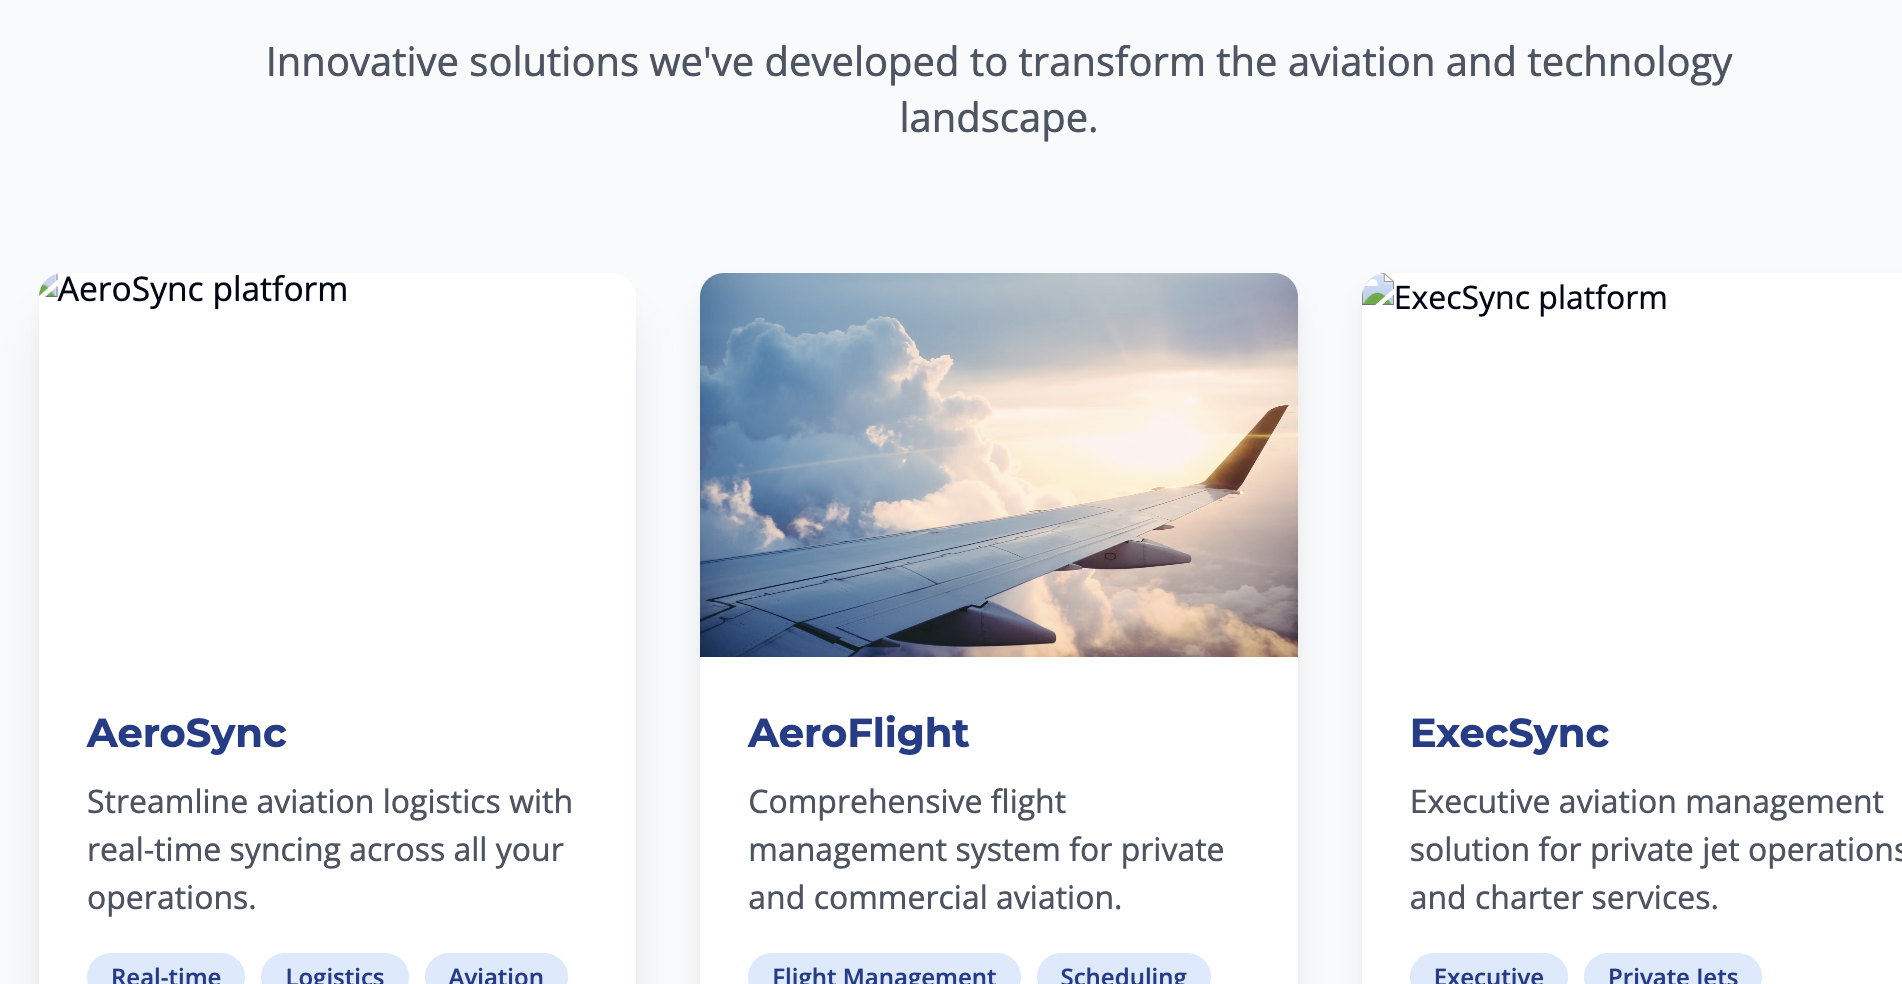 Innovative solutions we've developed to transform the aviation and technology
landscape.
AeroSync platform
ExecSync platform
AeroSync
Streamline aviation logistics with
real-time syncing across all your
operations.
Real-time
Logistics
Aviation
AeroFlight
Comprehensive flight
management system for private
and commercial aviation.
Flight Management
Scheduling
ExecSync
Executive aviation management
solution for private jet operations
and charter services.
Executive
Private Jets